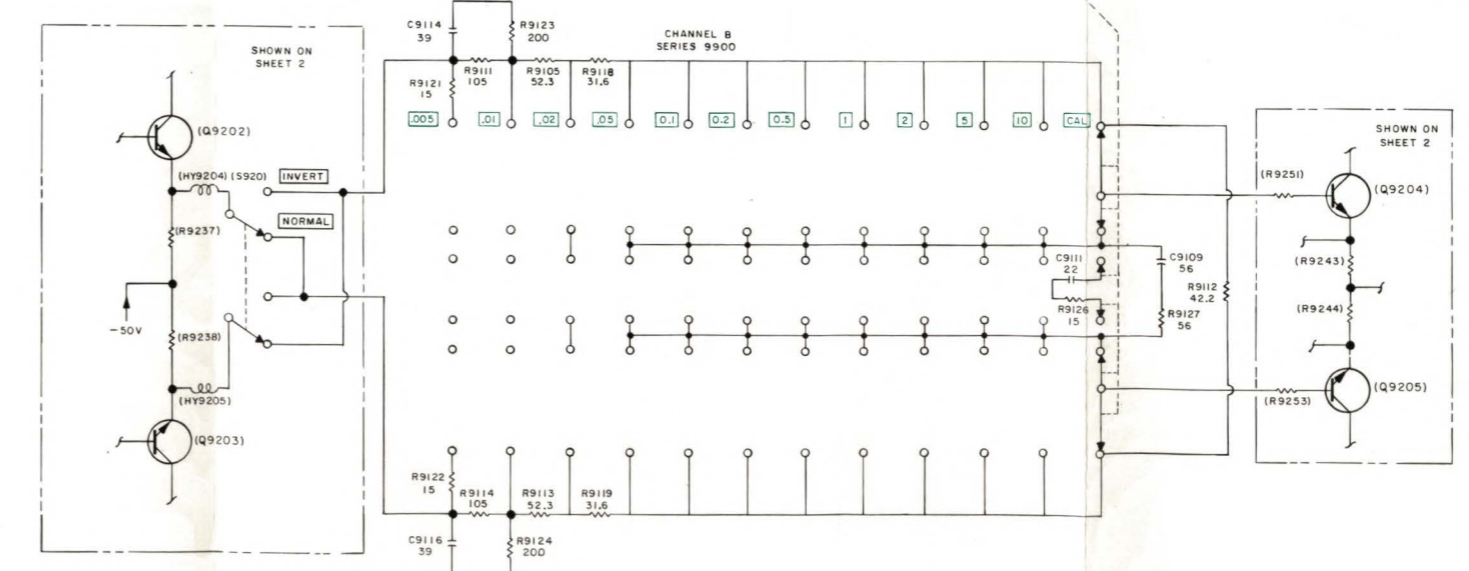 C9114
39
R9123
200
CHANNEL B
SERIES 9900
SHOWN ON
SHEET 2
R9121
15
R9111
105
R9105
52.3
R9118
31.6
.005
.01
.02
.05
0.1
0.2
0.5
1
2
5
10
CAL
SHOWN ON
SHEET 2
(Q9202)
(HY9204)
(S920)
INVERT
NORMAL
(R9237)
-50V
(R9238)
(HY9205)
(Q9203)
(R9251)
(Q9204)
(R9243)
(R9244)
(R9253)
(Q9205)
C9111
22
R9126
15
C9109
56
R9127
56
R9112
42.2
R9122
15
R9114
105
R9113
52.3
R9119
31.6
C9116
39
R9124
200